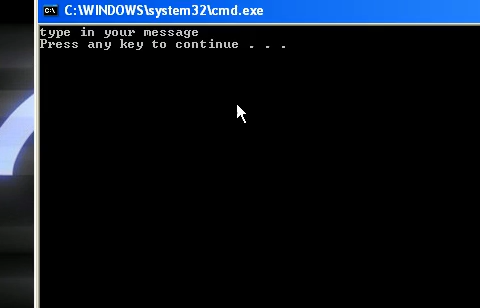 C:\WINDOWS\system32\cmd.exe
type in your message
Press any key to continue . . .